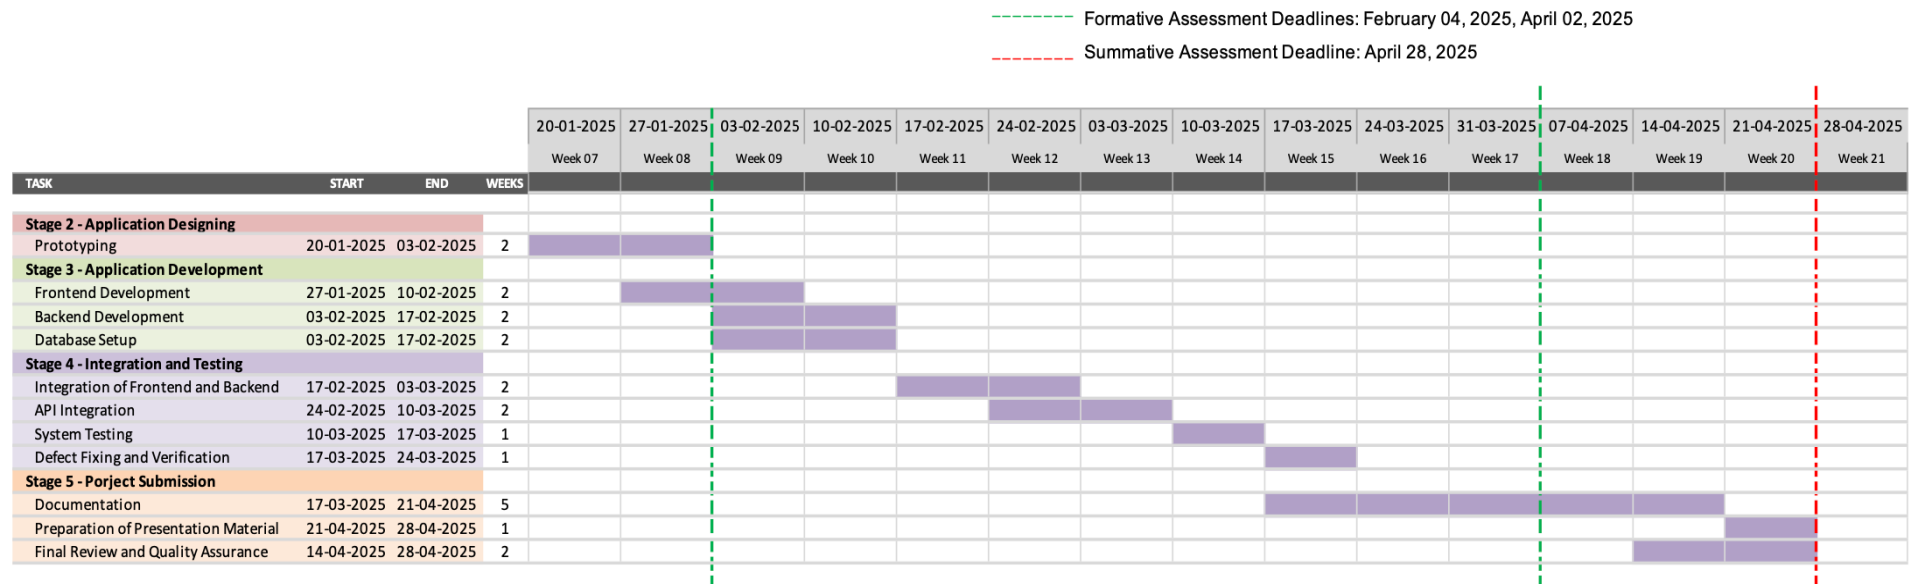 Formative Assessment Deadlines: February 04, 2025, April 02, 2025
Summative Assessment Deadline: April 28, 2025
20-01-2025 27-01-2025 03-02-2025 10-02-2025 17-02-2025 24-02-2025 03-03-2025 10-03-2025 17-03-2025 24-03-2025 31-03-2025 07-04-2025 14-04-2025 21-04-2025 28-04-2025
Week 07 Week 08 Week 09 Week 10 Week 11 Week 12 Week 13 Week 14 Week 15 Week 16 Week 17 Week 18 Week 19 Week 20 Week 21
TASK START END WEEKS
Stage 2 - Application Designing
Prototyping 20-01-2025 03-02-2025 2
Stage 3 - Application Development
Frontend Development 27-01-2025 10-02-2025 2
Backend Development 03-02-2025 17-02-2025 2
Database Setup 03-02-2025 17-02-2025 2
Stage 4 - Integration and Testing
Integration of Frontend and Backend 17-02-2025 03-03-2025 2
API Integration 24-02-2025 10-03-2025 2
System Testing 10-03-2025 17-03-2025 1
Defect Fixing and Verification 17-03-2025 24-03-2025 1
Stage 5 - Porject Submission
Documentation 17-03-2025 21-04-2025 5
Preparation of Presentation Material 21-04-2025 28-04-2025 1
Final Review and Quality Assurance 14-04-2025 28-04-2025 2